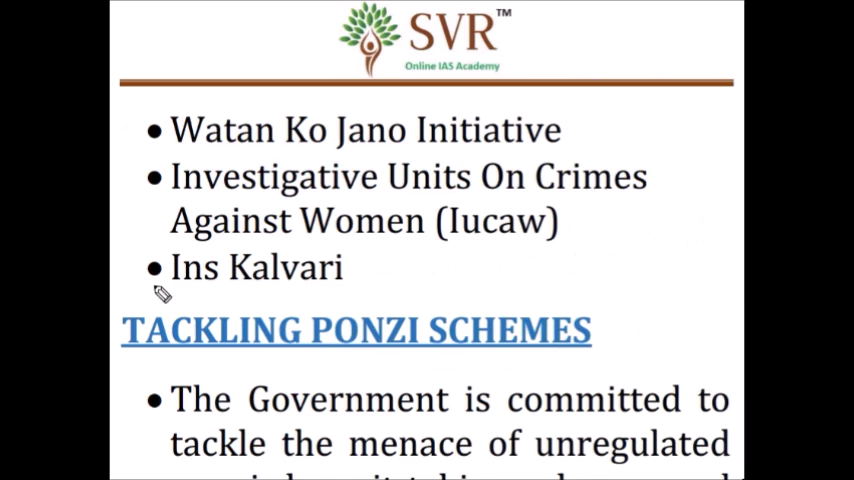 SVR™
Online IAS Academy
• Watan Ko Jano Initiative
• Investigative Units On Crimes
Against Women (Iucaw)
• Ins Kalvari
TACKLING PONZI SCHEMES
• The Government is committed to
tackle the menace of unregulated